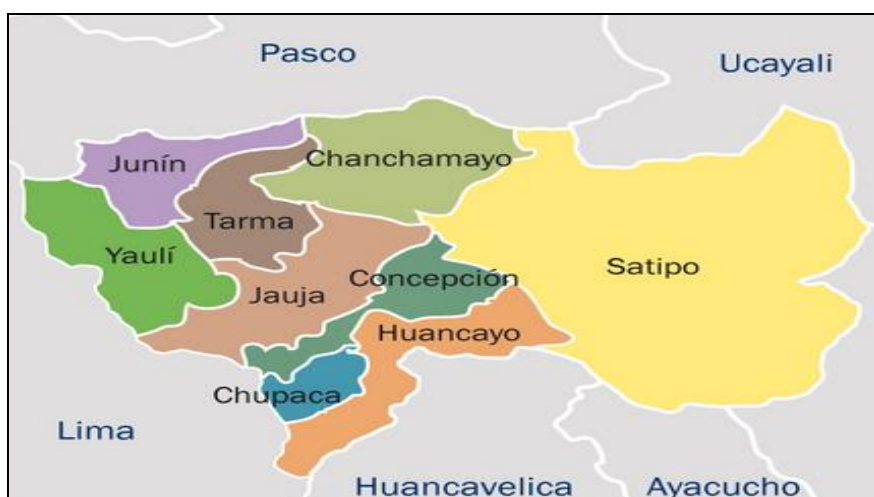 Pasco
Ucayali
Junín
Chanchamayo
Tarma
Yaulí
Satipo
Concepción
Jauja
Huancayo
Chupaca
Lima
Huancavelica
Ayacucho